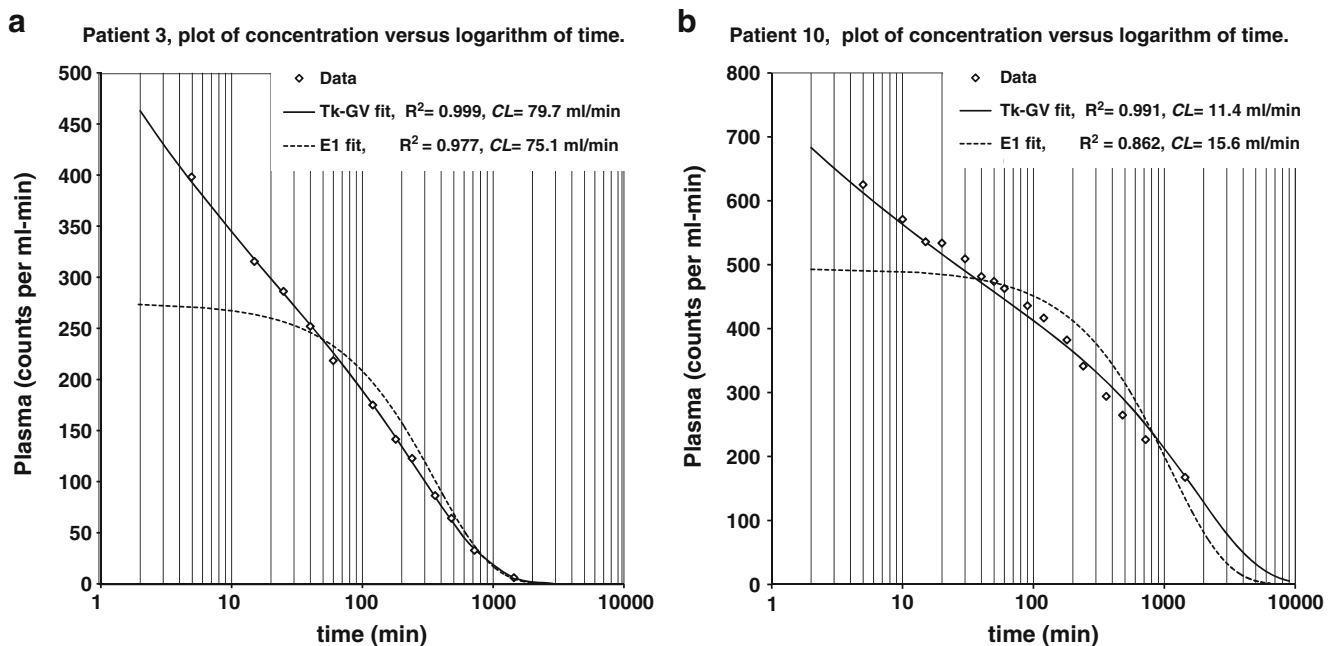 a
Patient 3, plot of concentration versus logarithm of time.
500
450
400
350
300
250
200
150
100
50
0
Plasma (counts per ml-min)
Data
Tk-GV fit, R²= 0.999, CL= 79.7 ml/min
E1 fit, R² = 0.977, CL= 75.1 ml/min
1 10 100 1000 10000
time (min)
b
Patient 10, plot of concentration versus logarithm of time.
800
700
600
500
400
300
200
100
0
Plasma (counts per ml-min)
Data
Tk-GV fit, R²= 0.991, CL= 11.4 ml/min
E1 fit, R² = 0.862, CL= 15.6 ml/min
1 10 100 1000 10000
time (min)